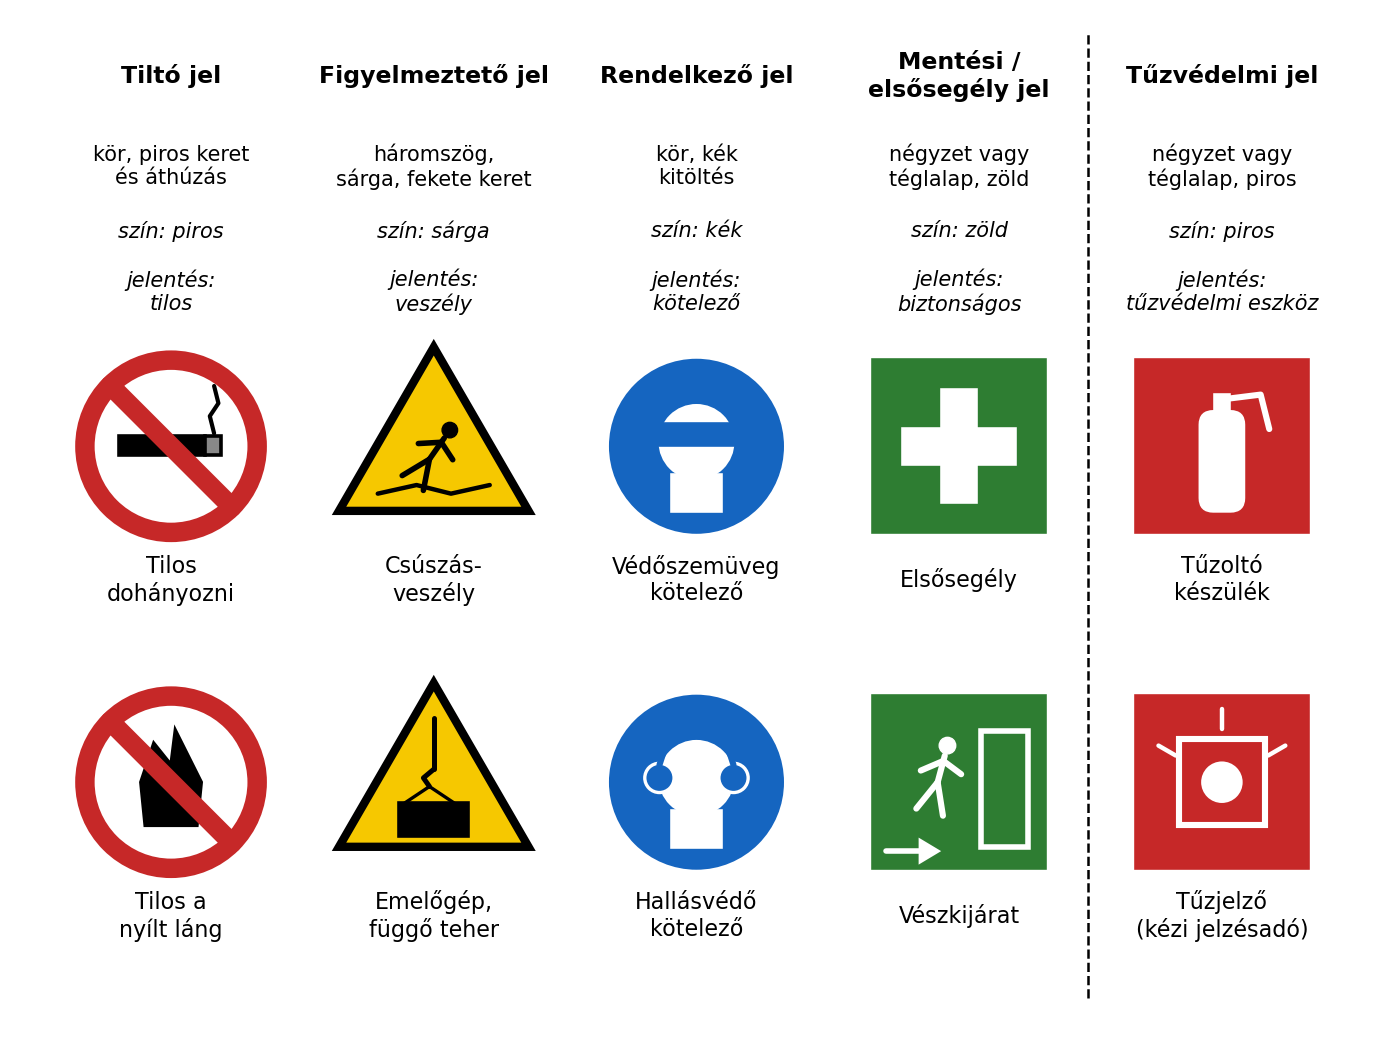 Tiltó jel
Figyelmeztető jel
Rendelkező jel
Mentési /
elsősegély jel
Tűzvédelmi jel
kör, piros keret
és áthúzás
háromszög,
sárga, fekete keret
kör, kék
kitöltés
négyzet vagy
téglalap, zöld
négyzet vagy
téglalap, piros
szín: piros
szín: sárga
szín: kék
szín: zöld
szín: piros
jelentés:
tilos
jelentés:
veszély
jelentés:
kötelező
jelentés:
biztonságos
jelentés:
tűzvédelmi eszköz
Tilos
dohányozni
Csúszás-
veszély
Védőszemüveg
kötelező
Elsősegély
Tűzoltó
készülék
Tilos a
nyílt láng
Emelőgép,
függő teher
Hallásvédő
kötelező
Vészkijárat
Tűzjelző
(kézi jelzésadó)